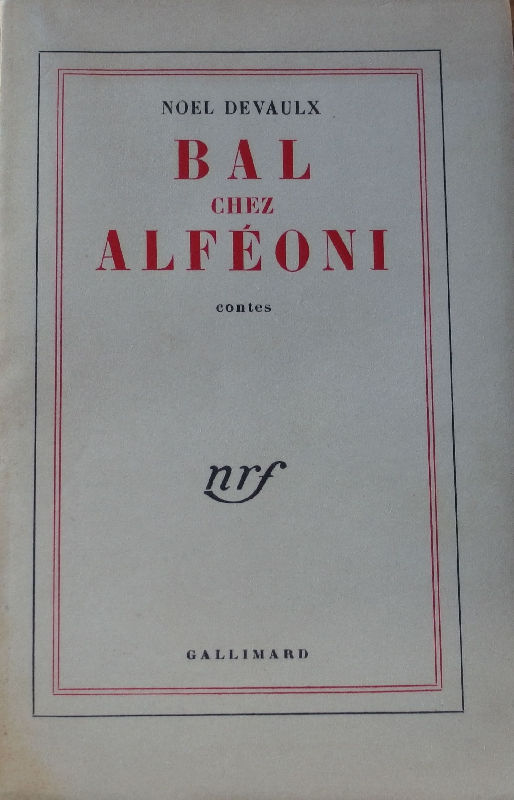 NOEL DEVAULX
BAL
CHEZ
ALFÉONI
contes
nrf
GALLIMARD